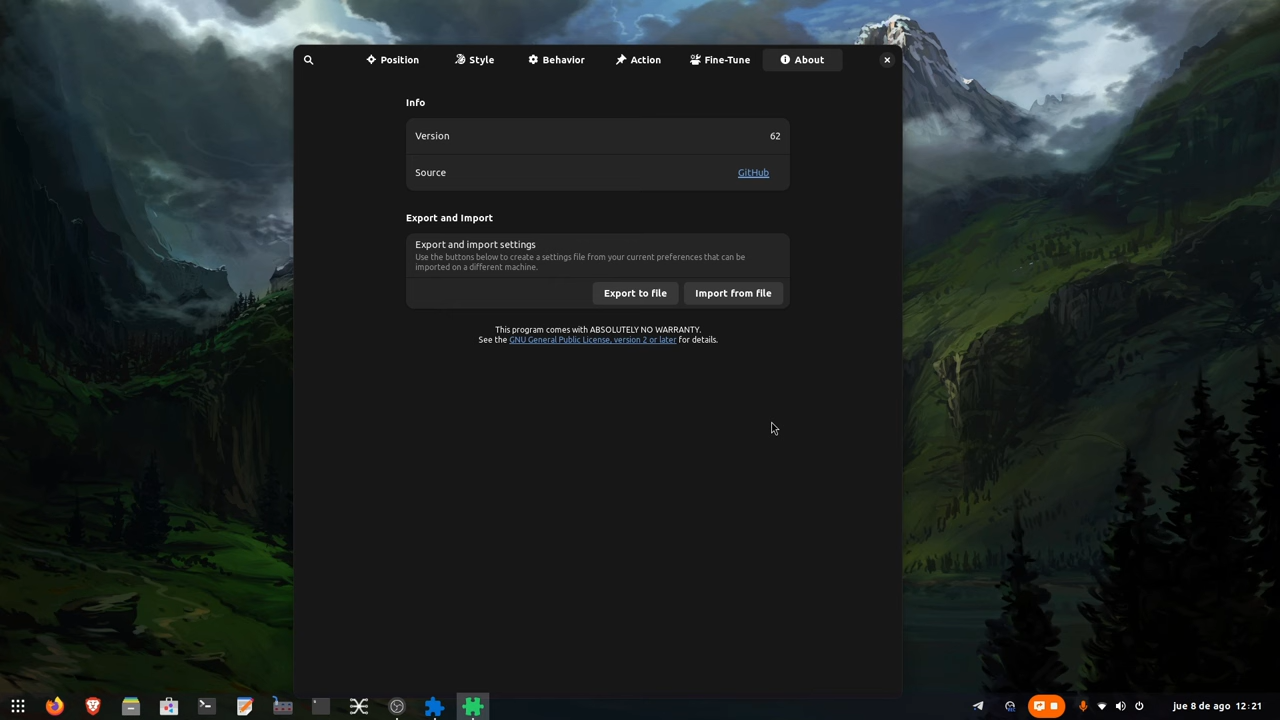 Position
Style
Behavior
Action
Fine-Tune
About
Info
Version
62
Source
GitHub
Export and Import
Export and import settings
Use the buttons below to create a settings file from your current preferences that can be
imported on a different machine.
Export to file
Import from file
This program comes with ABSOLUTELY NO WARRANTY.
See the GNU General Public License, version 2 or later for details.
jue 8 de ago 12:21